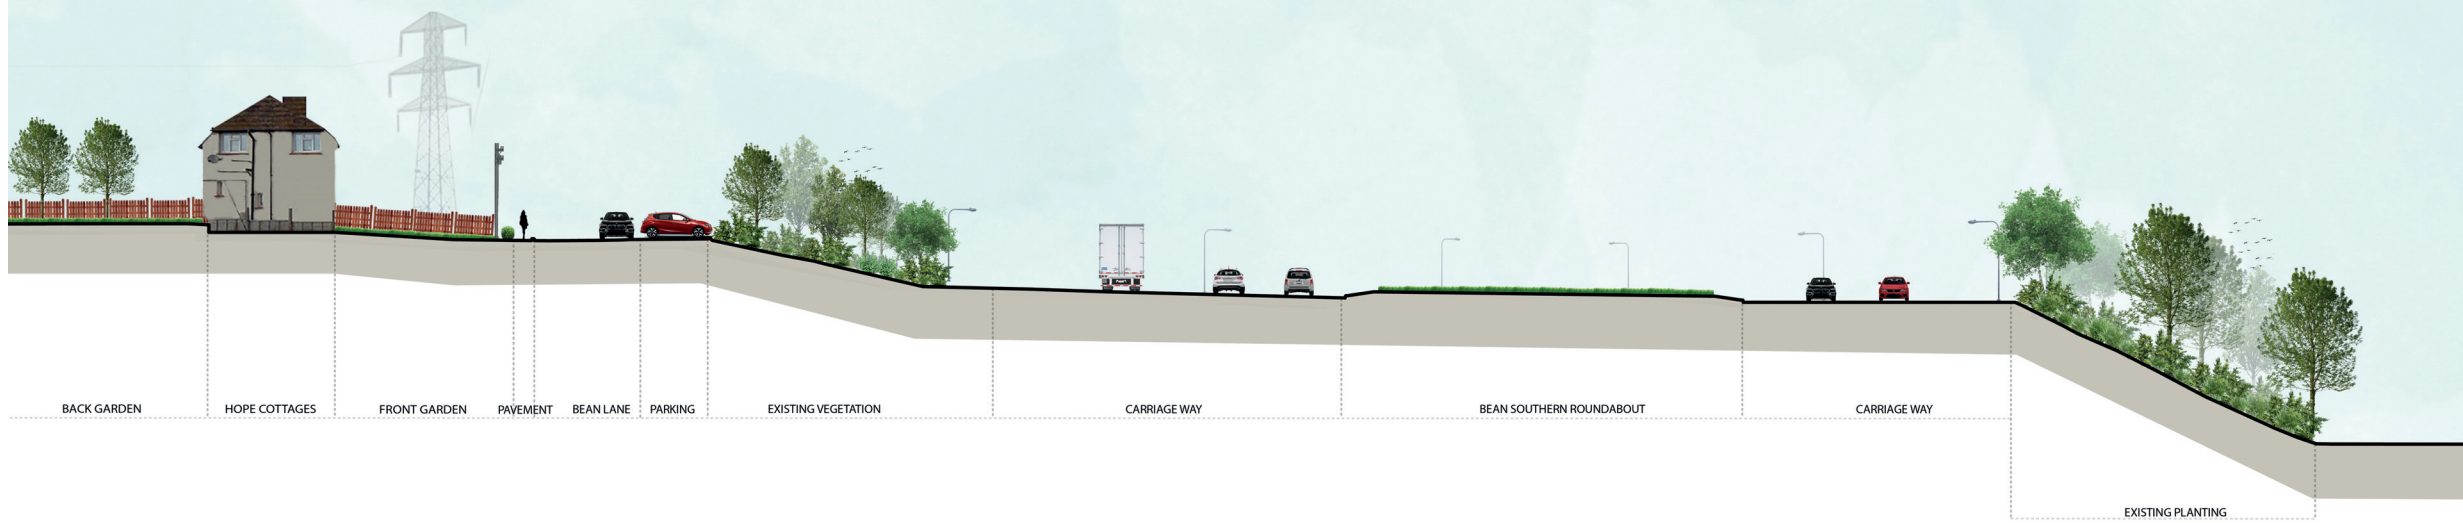 BACK GARDEN
HOPE COTTAGES
FRONT GARDEN
PAVEMENT
BEAN LANE
PARKING
EXISTING VEGETATION
CARRIAGE WAY
BEAN SOUTHERN ROUNDABOUT
CARRIAGE WAY
EXISTING PLANTING